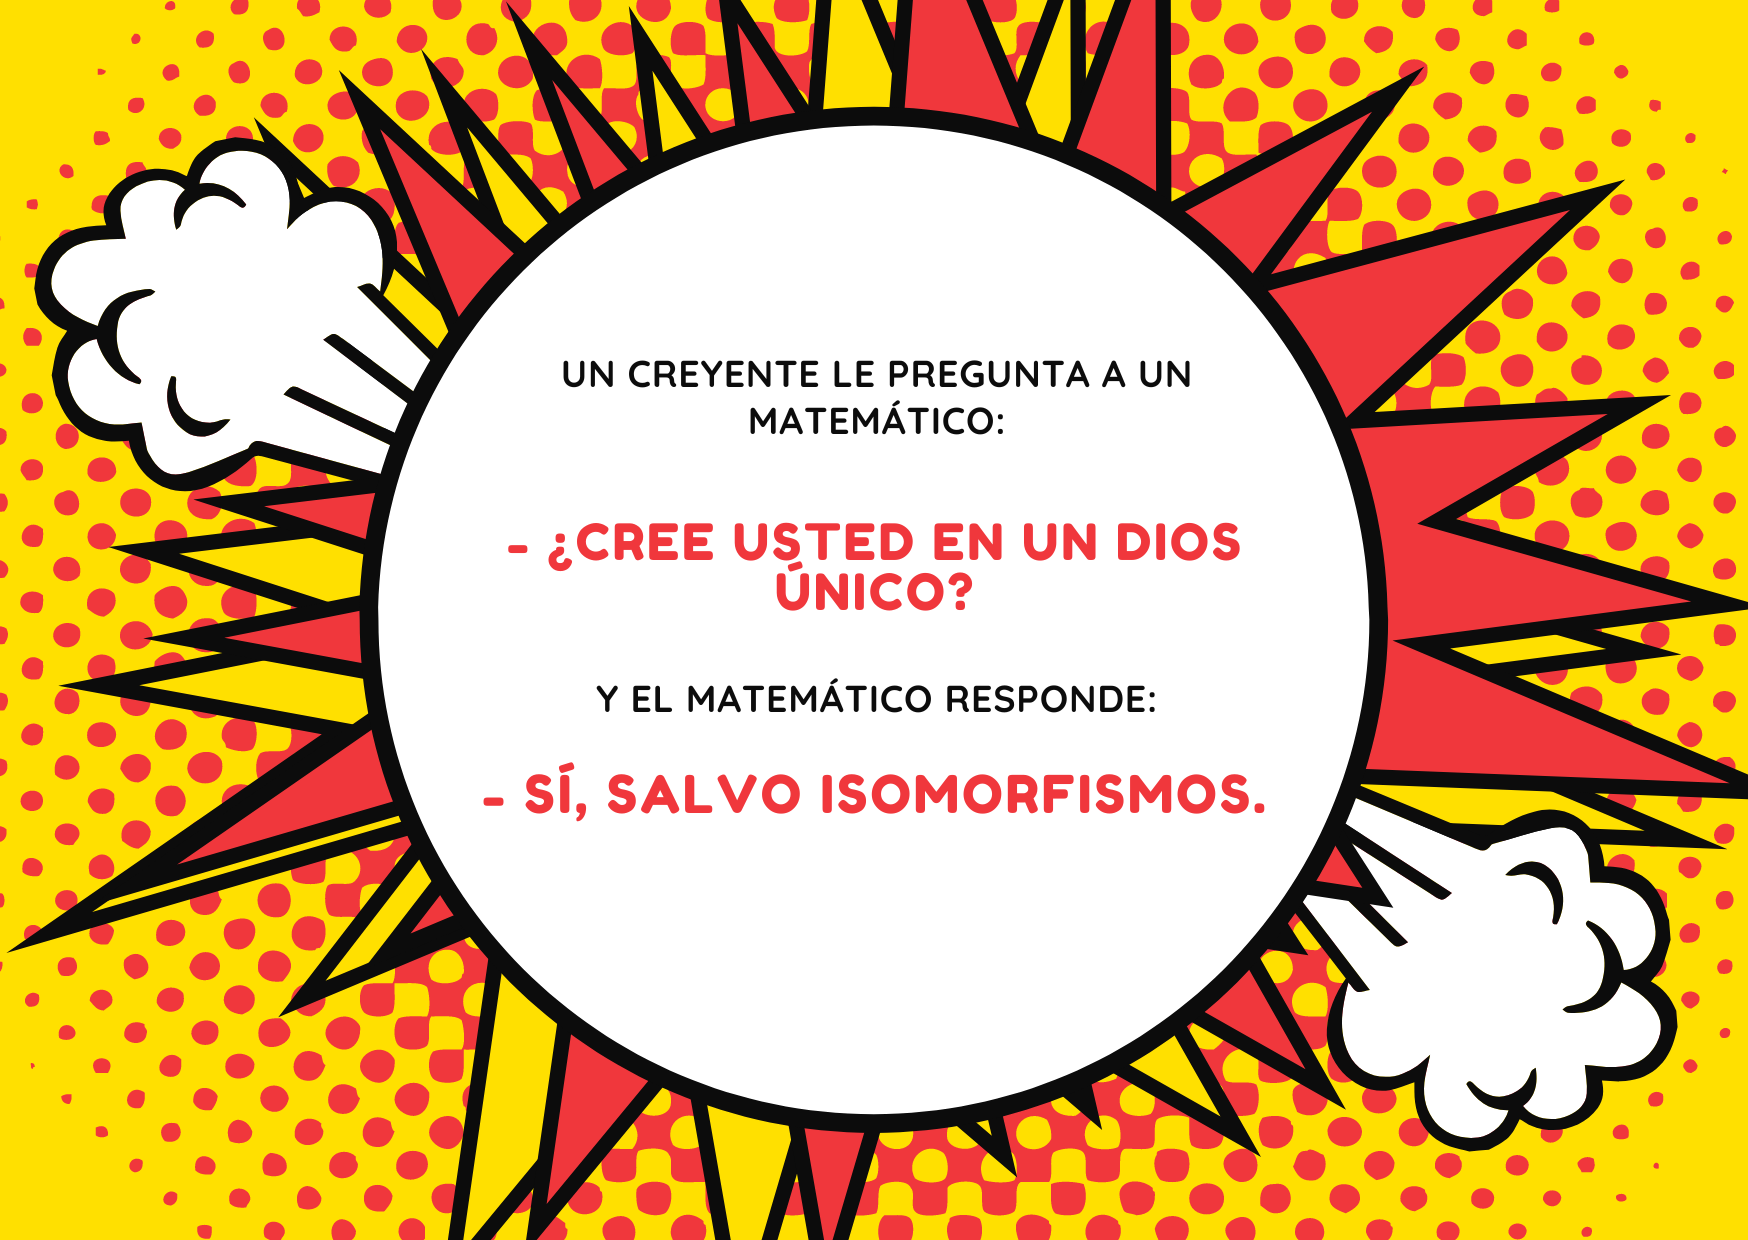 UN CREYENTE LE PREGUNTA A UN
MATEMÁTICO:
- ¿CREE USTED EN UN DIOS
ÚNICO?
Y EL MATEMÁTICO RESPONDE:
- SÍ, SALVO ISOMORFISMOS.